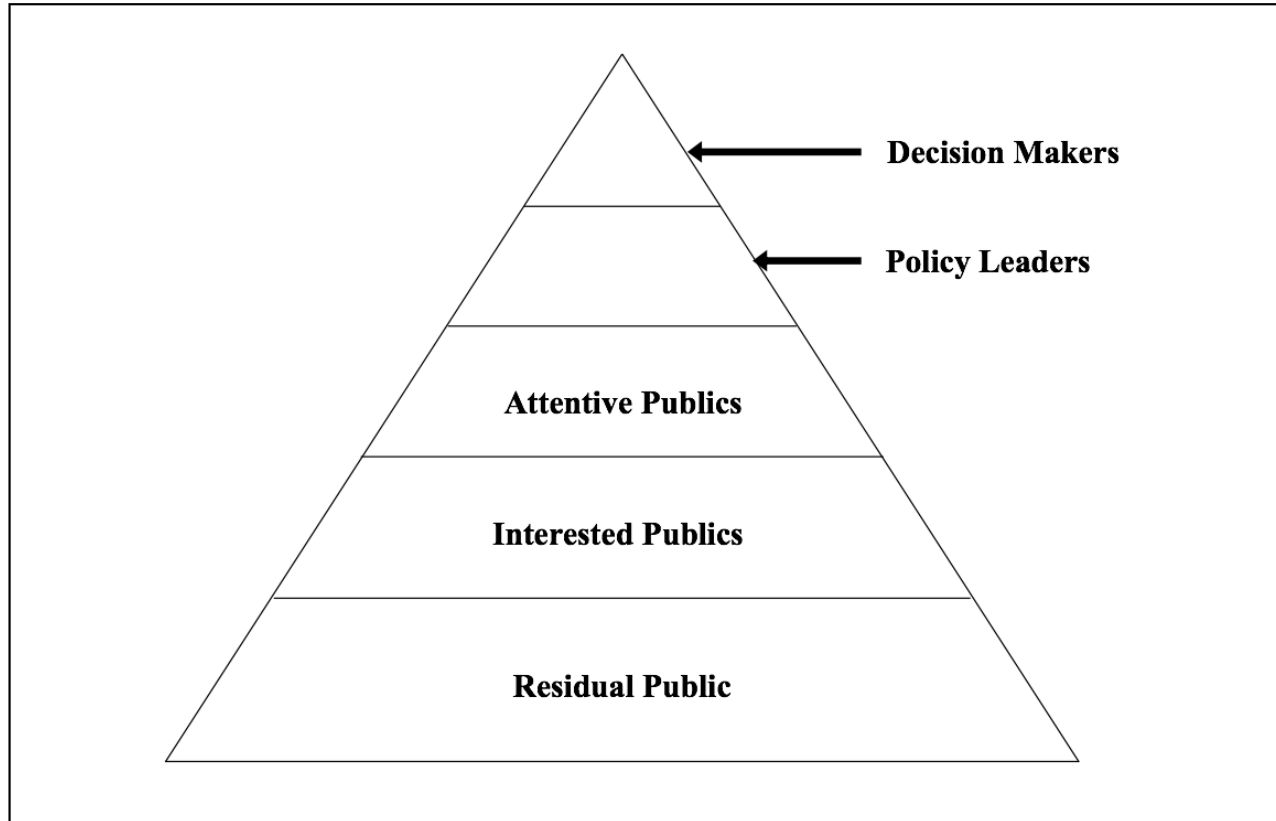 Decision Makers
Policy Leaders
Attentive Publics
Interested Publics
Residual Public